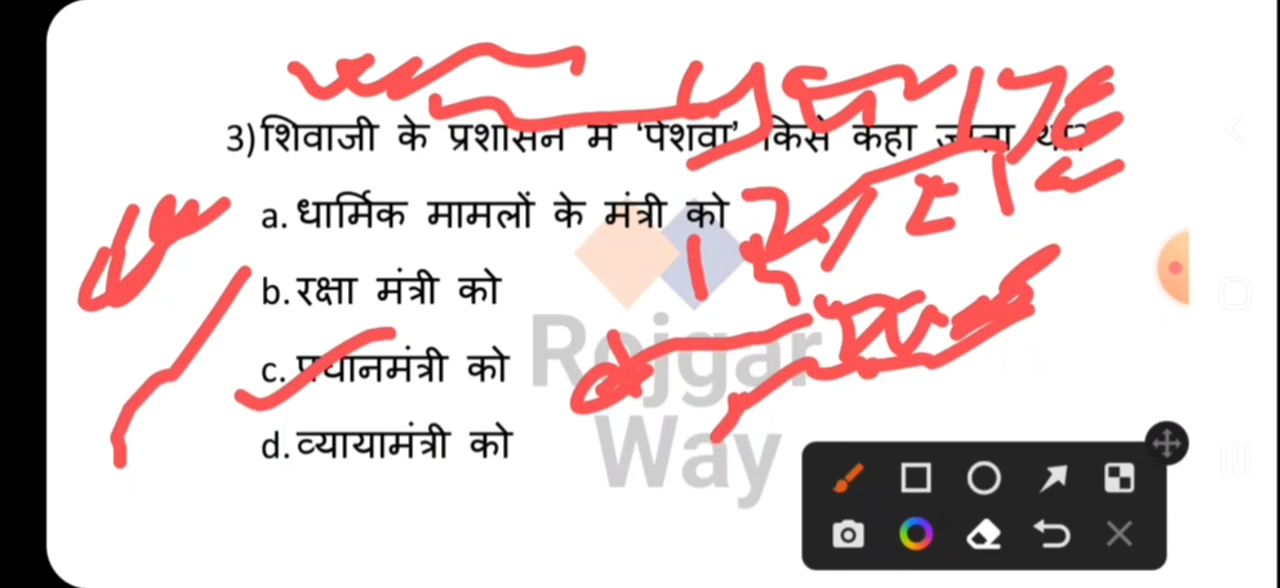 3) शिवाजी के प्रशासन में 'पेशवा' किसे कहा जाता था?
a. धार्मिक मामलों के मंत्री को
b. रक्षा मंत्री को
c. प्रधानमंत्री को
d. व्यायामंत्री को
Rojgar
Way